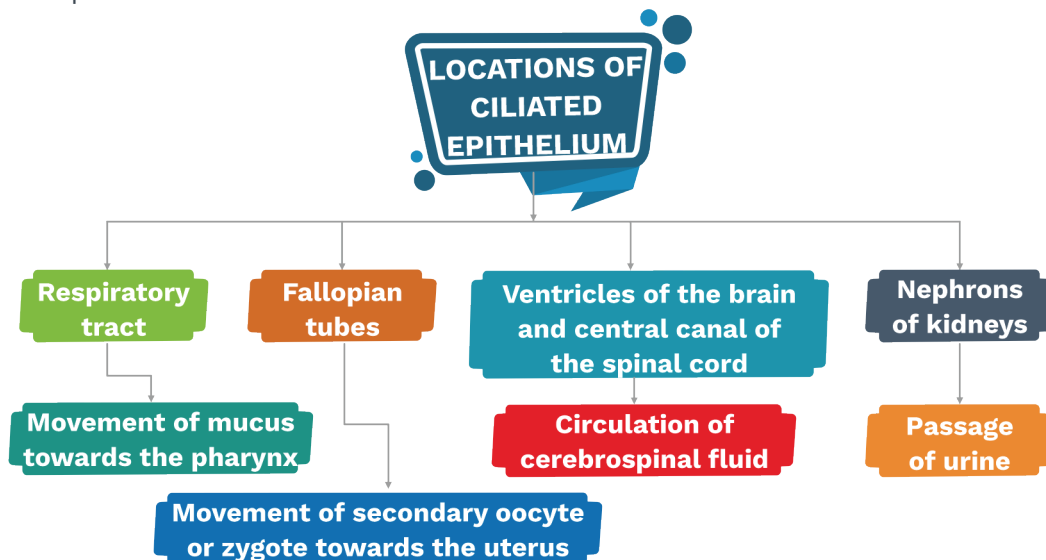 LOCATIONS OF
CILIATED
EPITHELIUM
Respiratory
tract
Fallopian
tubes
Ventricles of the brain
and central canal of
the spinal cord
Nephrons
of kidneys
Movement of mucus
towards the pharynx
Movement of secondary oocyte
or zygote towards the uterus
Circulation of
cerebrospinal fluid
Passage
of urine